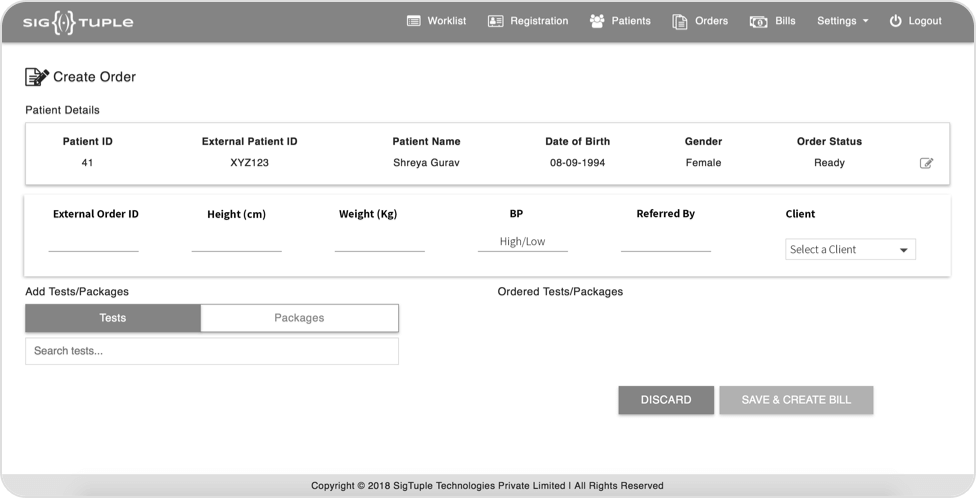 SIG{·}TUPLE Worklist Registration Patients Orders Bills Settings Logout
Create Order
Patient Details
Patient ID External Patient ID Patient Name Date of Birth Gender Order Status
41 XYZ123 Shreya Gurav 08-09-1994 Female Ready
External Order ID Height (cm) Weight (Kg) BP Referred By Client
High/Low Select a Client
Add Tests/Packages Ordered Tests/Packages
Tests Packages
Search tests...
DISCARD SAVE & CREATE BILL
Copyright © 2018 SigTuple Technologies Private Limited | All Rights Reserved